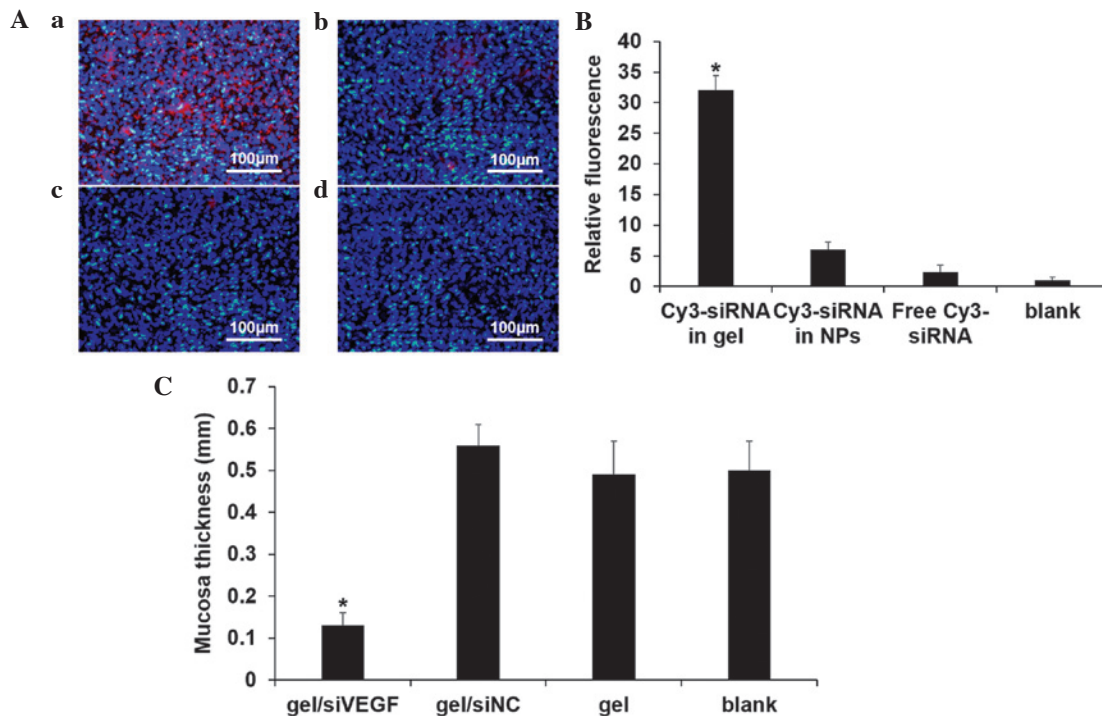 A
a
b
100µm
100µm
c
d
100µm
100µm
B
Relative fluorescence
40
35
30
25
20
15
10
5
0
*
Cy3-siRNA in gel
Cy3-siRNA in NPs
Free Cy3-siRNA
blank
C
Mucosa thickness (mm)
0.7
0.6
0.5
0.4
0.3
0.2
0.1
0
*
gel/siVEGF
gel/siNC
gel
blank